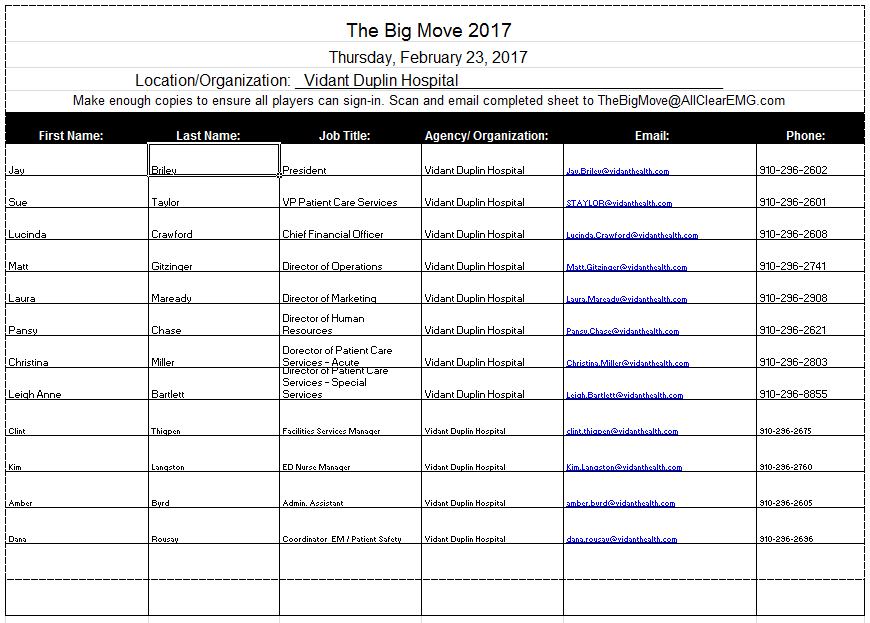 The Big Move 2017
Thursday, February 23, 2017
Location/Organization: Vidant Duplin Hospital
Make enough copies to ensure all players can sign-in. Scan and email completed sheet to TheBigMove@AllClearEMG.com
First Name: Last Name: Job Title: Agency/ Organization: Email: Phone:
Jay Briley President Vidant Duplin Hospital Jay.Briley@vidanthealth.com 910-296-2602
Sue Taylor VP Patient Care Services Vidant Duplin Hospital STAYLOR@vidanthealth.com 910-296-2601
Lucinda Crawford Chief Financial Officer Vidant Duplin Hospital Lucinda.Crawford@vidanthealth.com 910-296-2608
Matt Gitzinger Director of Operations Vidant Duplin Hospital Matt.Gitzinger@vidanthealth.com 910-296-2741
Laura Maready Director of Marketing Vidant Duplin Hospital Laura.Maready@vidanthealth.com 910-296-2908
Director of Human
Pansy Chase Resources Vidant Duplin Hospital Pansy.Chase@vidanthealth.com 910-296-2621
Dorector of Patient Care
Christina Miller Services - Acute Vidant Duplin Hospital Christina.Miller@vidanthealth.com 910-296-2803
Director of Patient Care
Services - Special
Leigh Anne Bartlett Services Vidant Duplin Hospital Leigh.Bartlett@vidanthealth.com 910-296-8855
Clint Thigpen Facilities Services Manager Vidant Duplin Hospital clint.thigpen@vidanthealth.com 910-296-2675
Kim Langston ED Nurse Manager Vidant Duplin Hospital Kim.Langston@vidanthealth.com 910-296-2760
Amber Byrd Admin. Assistant Vidant Duplin Hospital amber.byrd@vidanthealth.com 910-296-2605
Dana Rousay Coordinator EM / Patient Safety Vidant Duplin Hospital dana.rousay@vidanthealth.com 910-296-2696